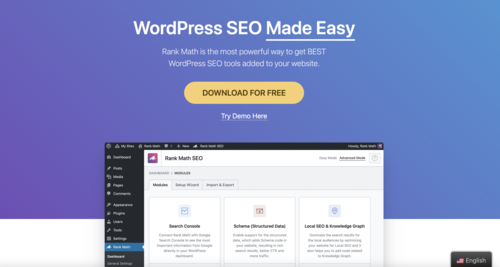 WordPress SEO Made Easy
Rank Math is the most powerful way to get BEST
WordPress SEO tools added to your website.
DOWNLOAD FOR FREE
Try Demo Here
My Sites Rank Math 1 New Rank Math SEO Howdy, Rank Math
Dashboard
Posts
Media
Pages
Comments
Appearance
Plugins
Users
Tools
Settings
Rank Math
Dashboard
General Settings
Rank Math SEO
Easy Mode Advanced Mode
DASHBOARD / MODULES
Modules Setup Wizard Import & Export
Search Console
Connect Rank Math with Google
Search Console to see the most
important information from Google
directly in your WordPress
dashboard.
Schema (Structured Data)
Enable support for the structured
data, which adds Schema code in
your website, resulting in rich
search results, better CTR and
more traffic.
Local SEO & Knowledge Graph
Dominate the search results for
the local audiences by optimizing
your website for Local SEO and it
also helps you to add code related
to Knowledge Graph.
English